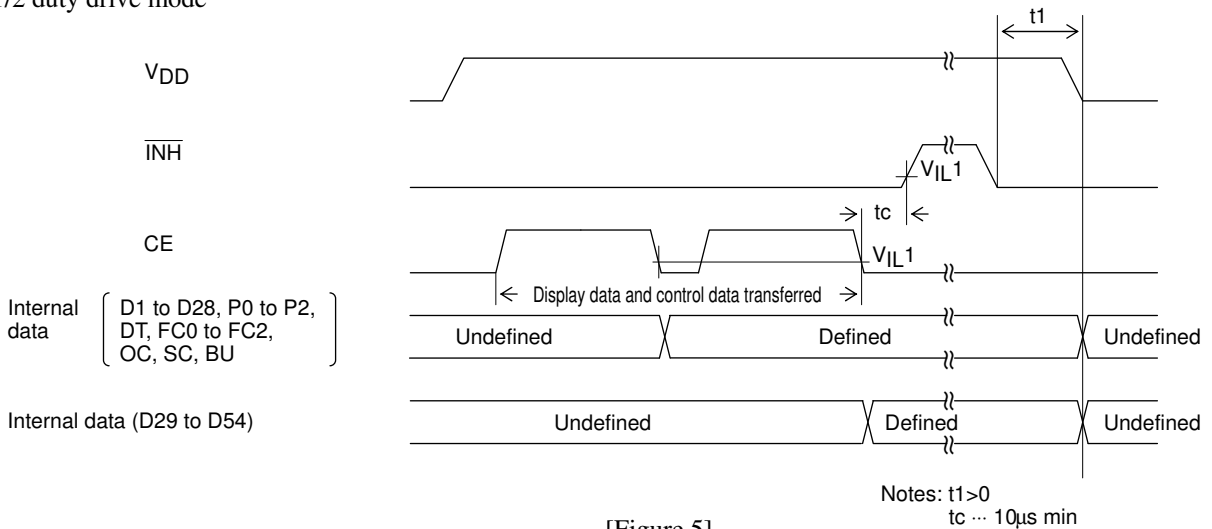 duty drive mode
t1
VDD
INH
VIL1
tc
CE
VIL1
Display data and control data transferred
Internal data
D1 to D28, P0 to P2,
DT, FC0 to FC2,
OC, SC, BU
Undefined
Defined
Undefined
Internal data (D29 to D54)
Undefined
Defined
Undefined
Notes: t1>0
tc ··· 10μs min
[Figure 5]